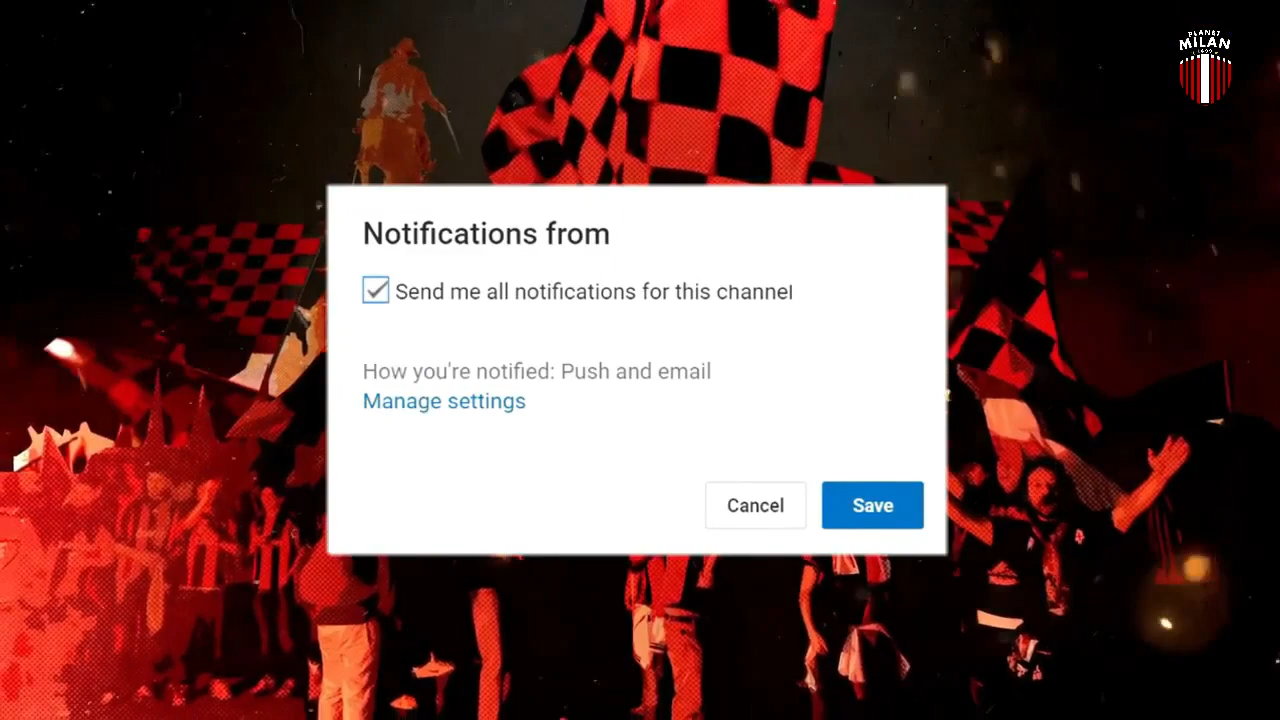 PLANET
MILAN
Notifications from
Send me all notifications for this channel
How you're notified: Push and email
Manage settings
Cancel
Save